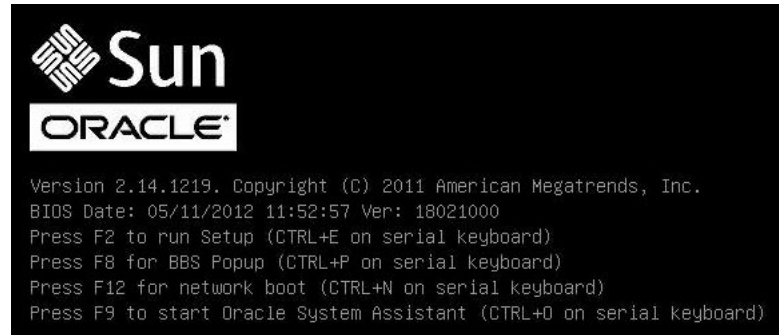 Sun
ORACLE
Version 2.14.1219. Copyright (C) 2011 American Megatrends, Inc.
BIOS Date: 05/11/2012 11:52:57 Ver: 18021000
Press F2 to run Setup (CTRL+E on serial keyboard)
Press F8 for BBS Popup (CTRL+P on serial keyboard)
Press F12 for network boot (CTRL+N on serial keyboard)
Press F9 to start Oracle System Assistant (CTRL+O on serial keyboard)